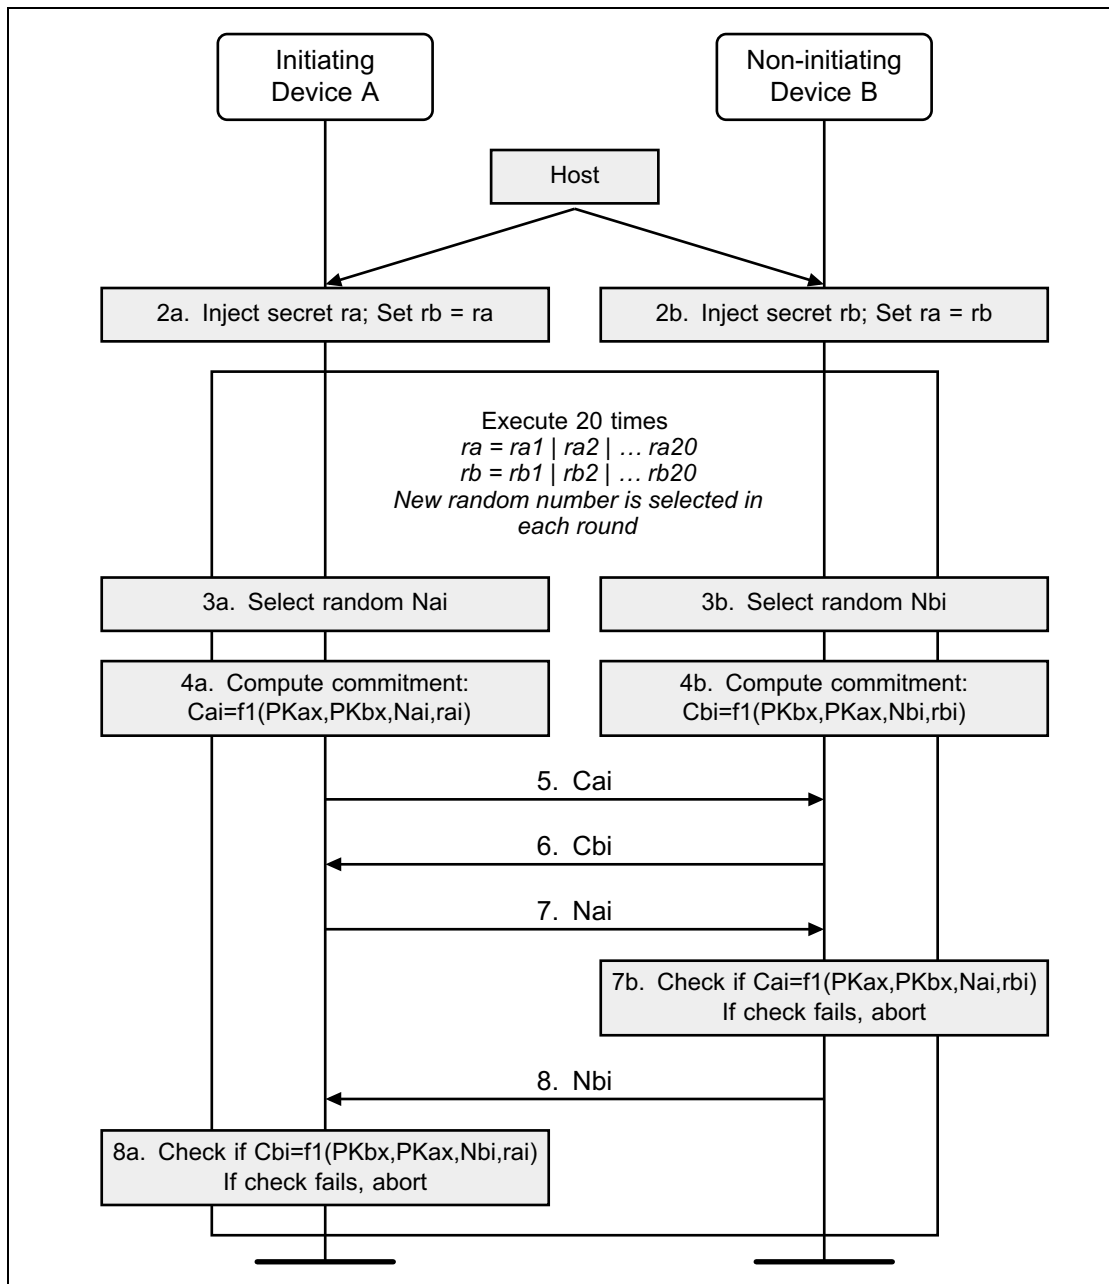 Initiating
Device A
Non-initiating
Device B
Host
2a. Inject secret ra; Set rb = ra
2b. Inject secret rb; Set ra = rb
Execute 20 times
ra = ra1 | ra2 | … ra20
rb = rb1 | rb2 | … rb20
New random number is selected in
each round
3a. Select random Nai
3b. Select random Nbi
4a. Compute commitment:
Cai=f1(PKax,PKbx,Nai,rai)
4b. Compute commitment:
Cbi=f1(PKbx,PKax,Nbi,rbi)
5. Cai
6. Cbi
7. Nai
7b. Check if Cai=f1(PKax,PKbx,Nai,rbi)
If check fails, abort
8. Nbi
8a. Check if Cbi=f1(PKbx,PKax,Nbi,rai)
If check fails, abort